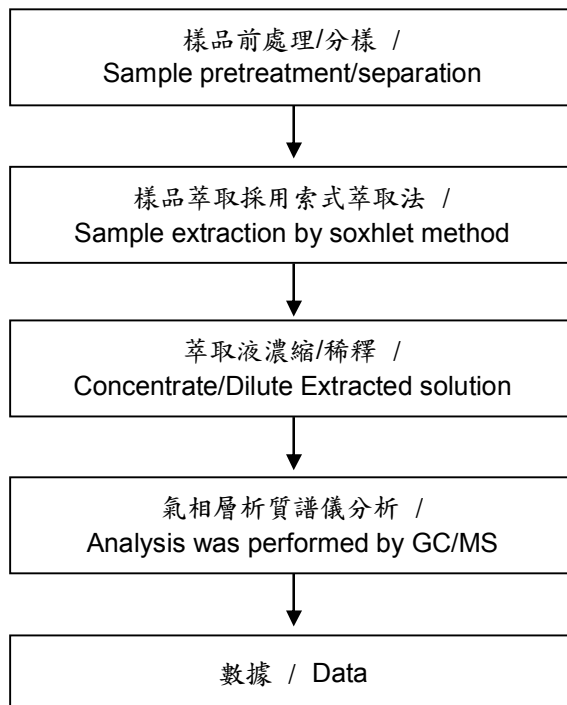 樣品前處理/分樣 /
Sample pretreatment/separation
樣品萃取採用索式萃取法 /
Sample extraction by soxhlet method
萃取液濃縮/稀釋 /
Concentrate/Dilute Extracted solution
氣相層析質譜儀分析 /
Analysis was performed by GC/MS
數據 / Data